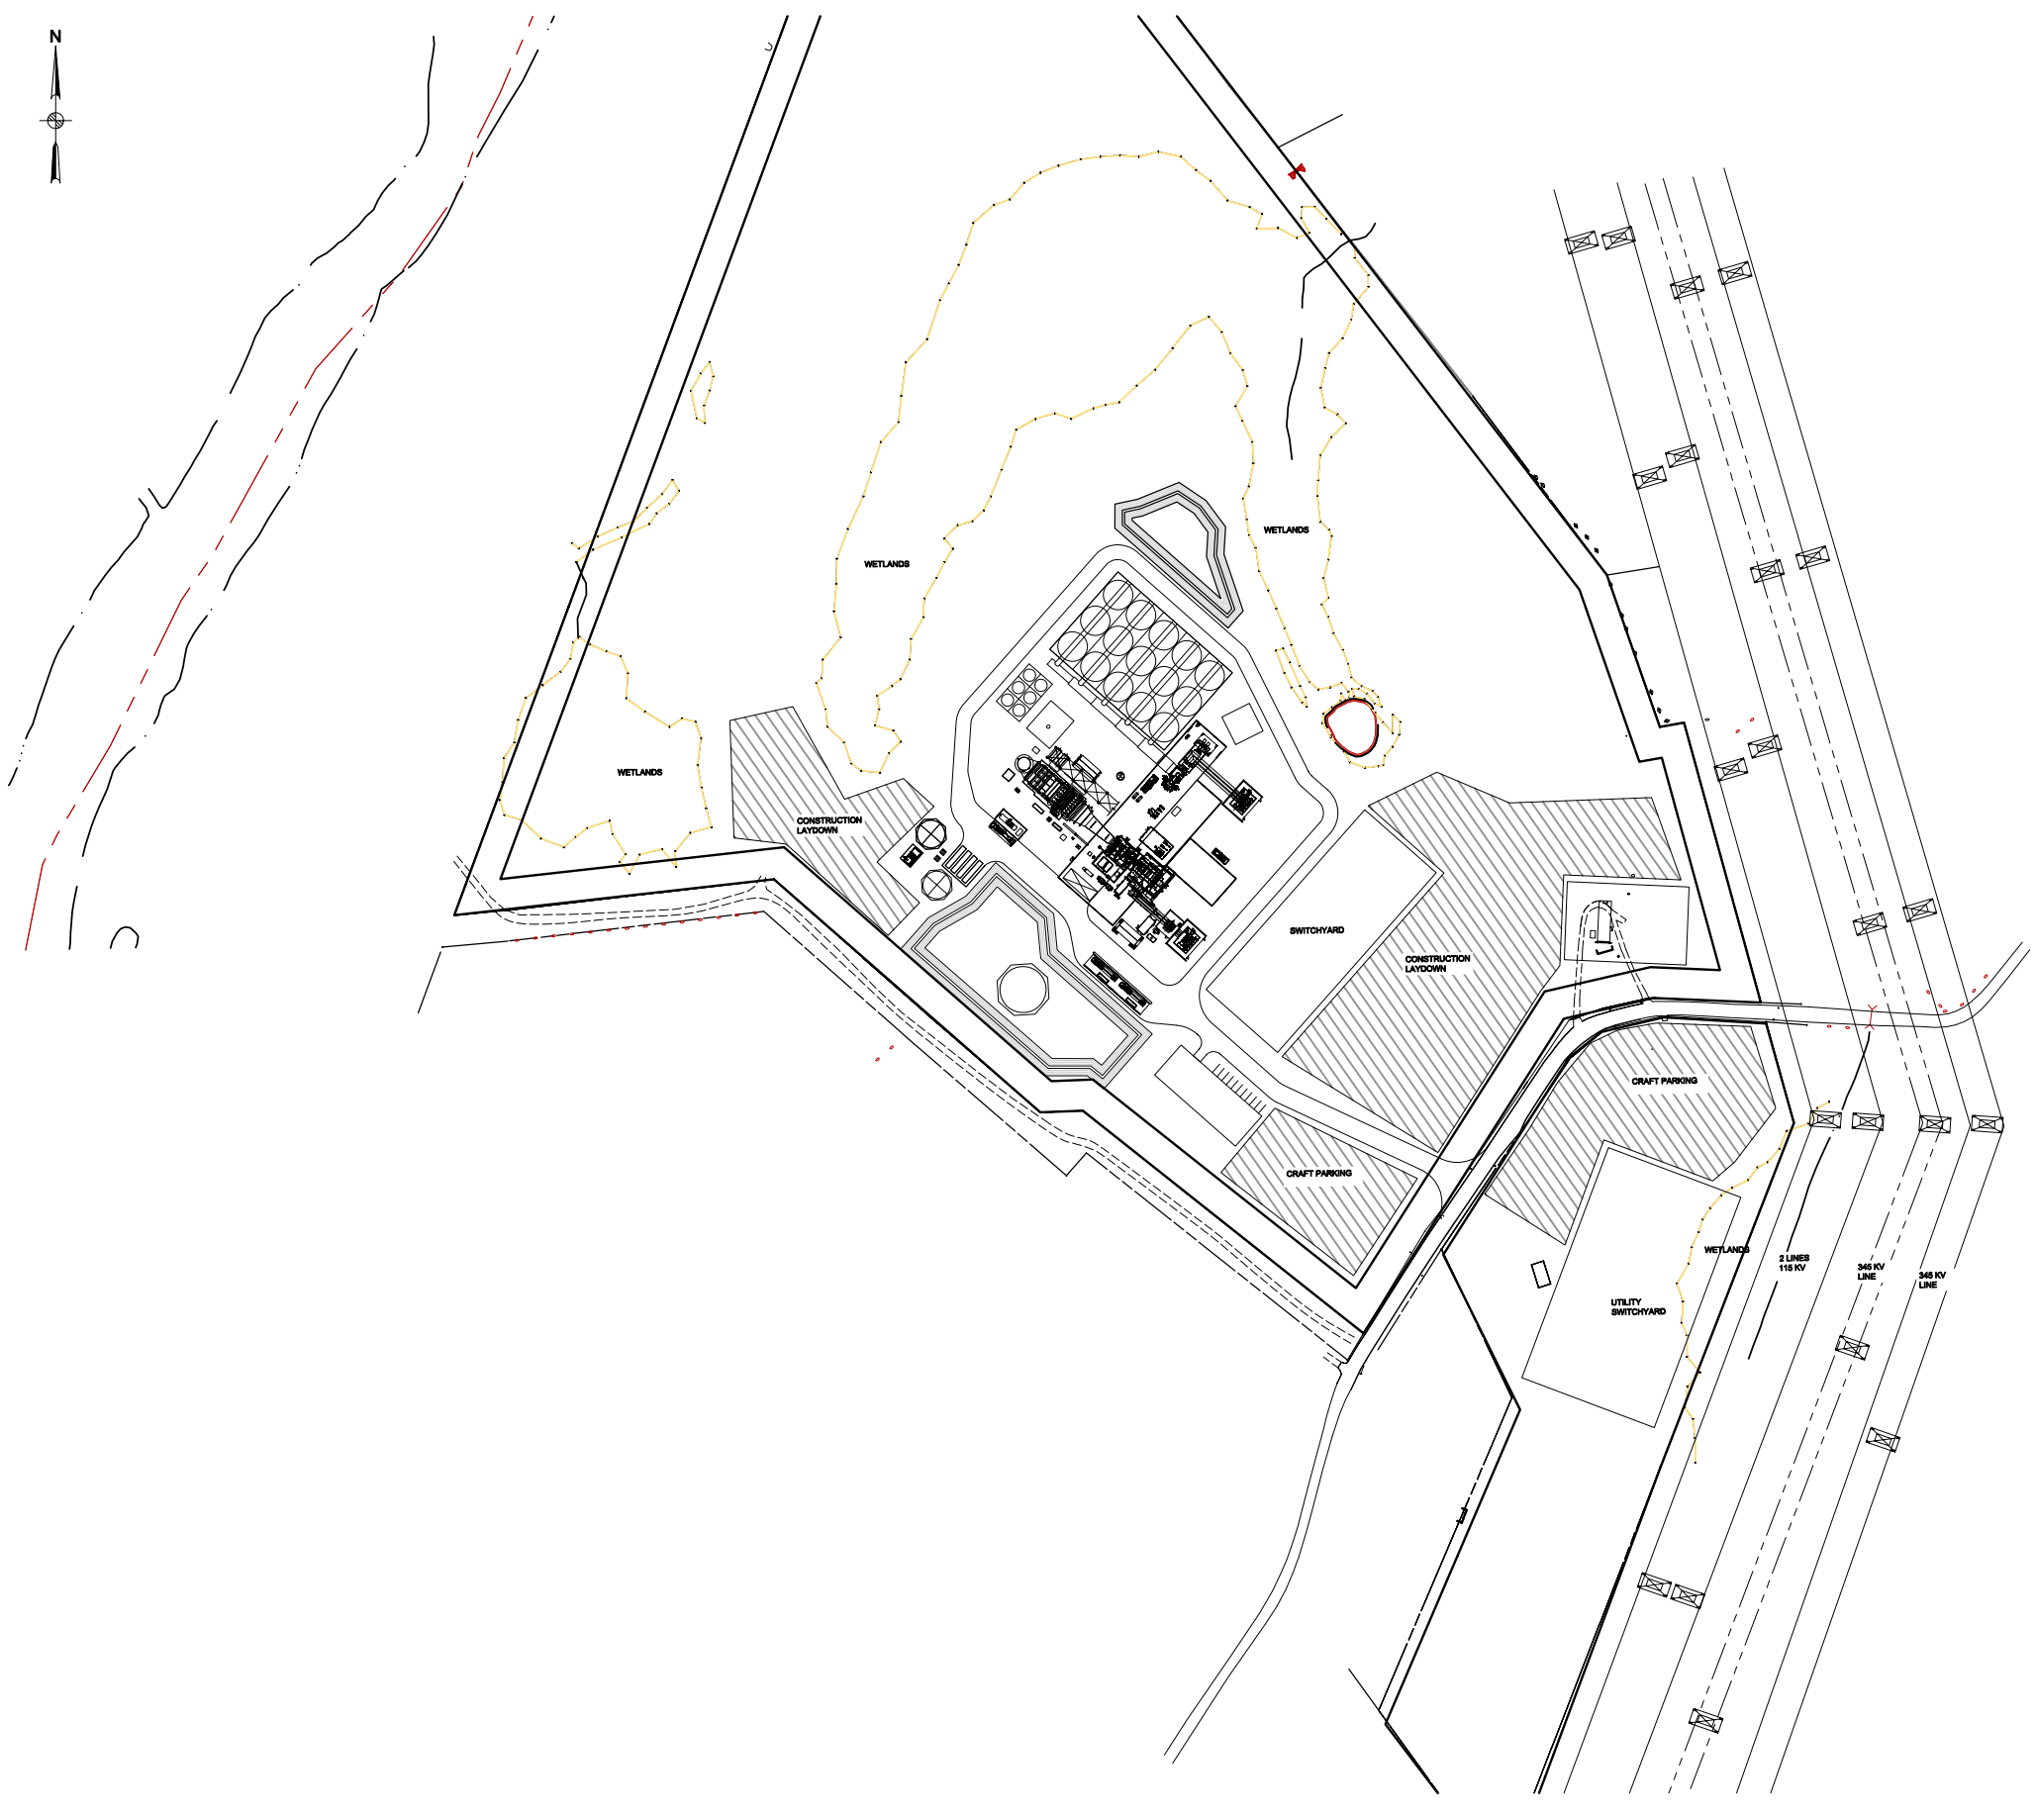 N
WETLANDS
WETLANDS
WETLANDS
CONSTRUCTION
LAYDOWN
SWITCHYARD
CONSTRUCTION
LAYDOWN
CRAFT PARKING
CRAFT PARKING
WETLANDS
2 LINES
115 KV
345 KV
LINE
345 KV
LINE
UTILITY
SWITCHYARD